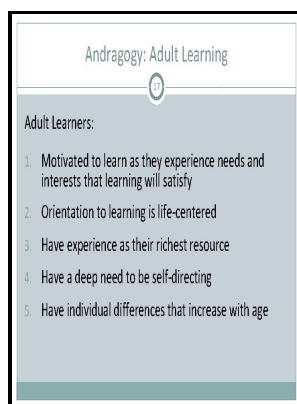 Andragogy: Adult Learning
17
Adult Learners:
1. Motivated to learn as they experience needs and
interests that learning will satisfy
2. Orientation to learning is life-centered
3. Have experience as their richest resource
4. Have a deep need to be self-directing
5. Have individual differences that increase with age